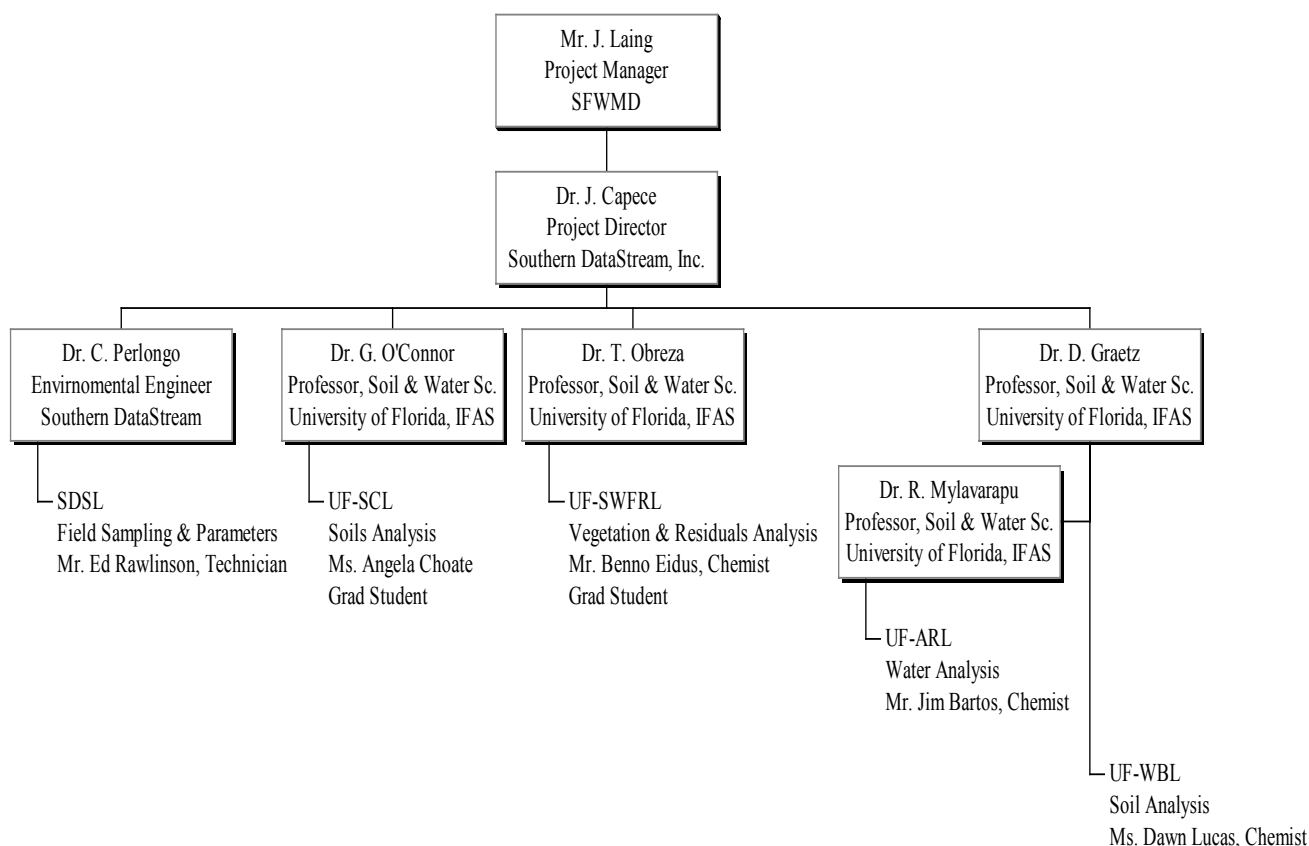 Mr. J. Laing
Project Manager
SFWMD
Dr. J. Capece
Project Director
Southern DataStream, Inc.
Dr. C. Perlongo
Envirnomental Engineer
Southern DataStream
Dr. G. O'Connor
Professor, Soil & Water Sc.
University of Florida, IFAS
Dr. T. Obreza
Professor, Soil & Water Sc.
University of Florida, IFAS
Dr. D. Graetz
Professor, Soil & Water Sc.
University of Florida, IFAS
SDSL
Field Sampling & Parameters
Mr. Ed Rawlinson, Technician
UF-SCL
Soils Analysis
Ms. Angela Choate
Grad Student
UF-SWFRL
Vegetation & Residuals Analysis
Mr. Benno Eidus, Chemist
Grad Student
Dr. R. Mylavarapu
Professor, Soil & Water Sc.
University of Florida, IFAS
UF-ARL
Water Analysis
Mr. Jim Bartos, Chemist
UF-WBL
Soil Analysis
Ms. Dawn Lucas, Chemist